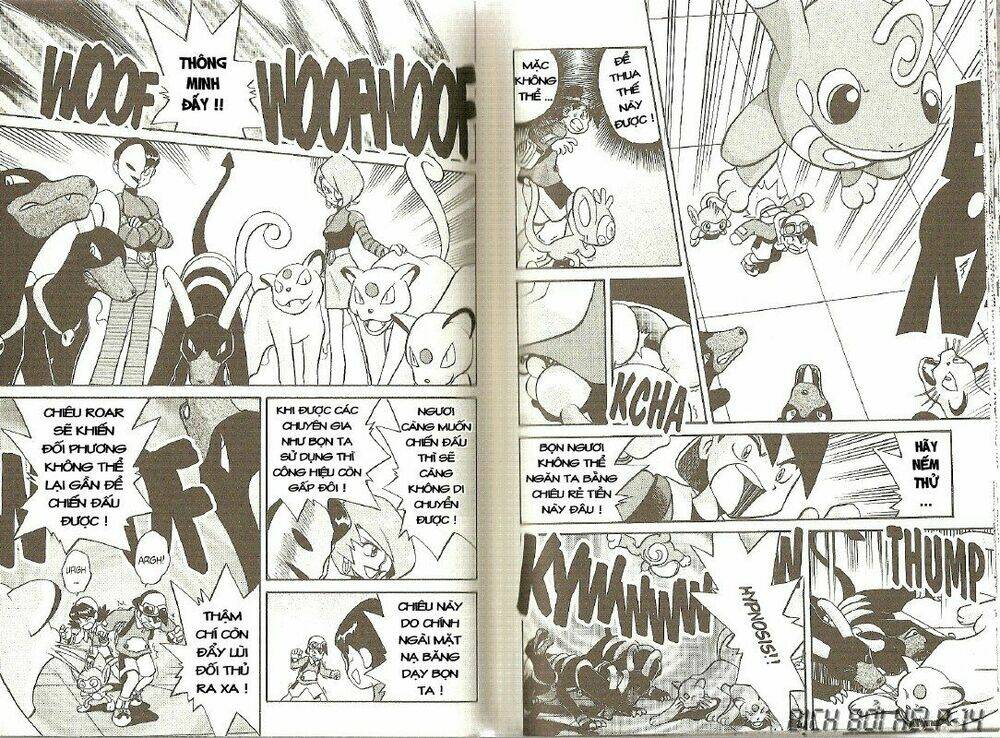 WOOF
THÔNG
MINH
ĐẤY !!
WOOFWOOF
CHIÊU ROAR
SẼ KHIẾN
ĐỐI PHƯƠNG
KHÔNG THỂ
LẠI GẦN ĐỂ
CHIẾN ĐẤU
ĐƯỢC !
URGH...
ARGH!
THẬM
CHÍ CÒN
ĐẨY LÙI
ĐỐI THỦ
RA XA !
KHI ĐƯỢC CÁC
CHUYÊN GIA
NHƯ BỌN TA
SỬ DỤNG THÌ
CÔNG HIỆU CÒN
GẤP ĐÔI !
NGƯƠI
CÀNG MUỐN
CHIẾN ĐẤU
THÌ SẼ
CÀNG
KHÔNG DI
CHUYỂN
ĐƯỢC !
CHIÊU NÀY
DO CHÍNH
NGÀI MẶT
NẠ BĂNG
DẠY BỌN
TA !
MẶC
KHÔNG
THỂ ...
ĐỂ
THUA
THẾ
NÀY
ĐƯỢC !
KCHA
BỌN NGƯƠI
KHÔNG THỂ
NGĂN TA BẰNG
CHIÊU RẺ TIỀN
NÀY ĐÂU !
HÃY
NẾM
THỬ
...
HYPNOSIS!!
THUMP